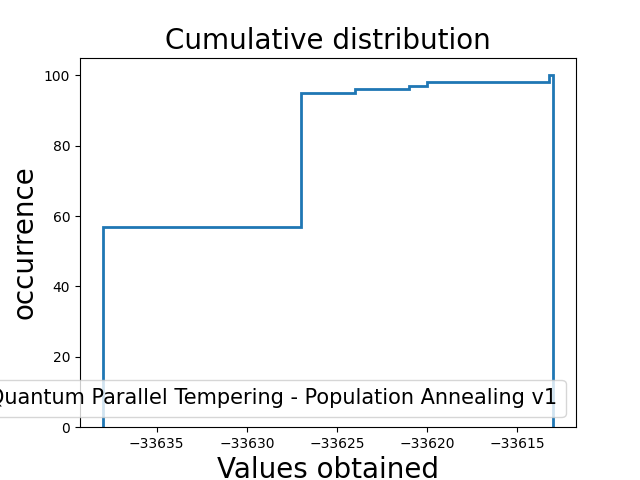 Cumulative distribution
100
80
60
40
20
0
occurrence
Quantum Parallel Tempering - Population Annealing v1
−33635
−33630
−33625
−33620
−33615
Values obtained